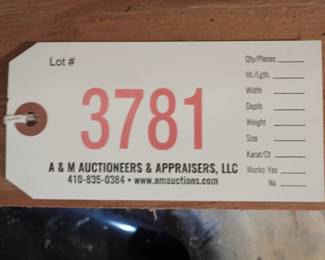 Lot #
3781
A & M AUCTIONEERS & APPRAISERS, LLC
410-835-0384 • www.amauctions.com
Qty/Pieces
Ht./Lgth.
Width
Depth
Weight
Size
Karat/Ct
Works: Yes
No